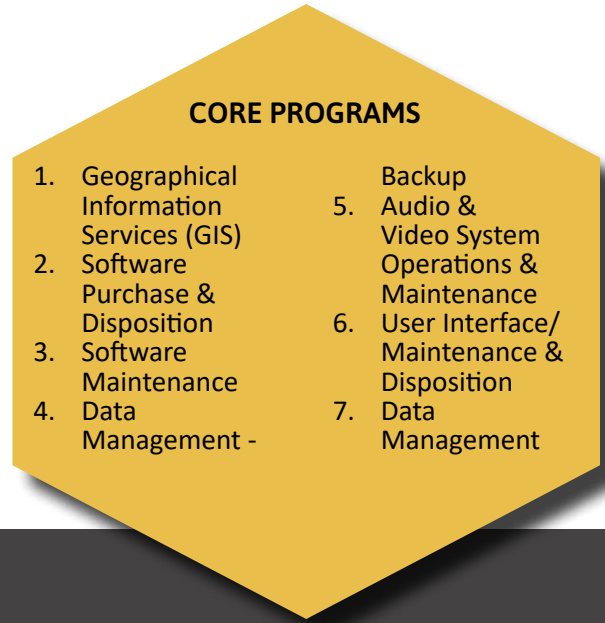 CORE PROGRAMS
1. Geographical
Information
Services (GIS)
2. Software
Purchase &
Disposition
3. Software
Maintenance
4. Data
Management -
Backup
5. Audio &
Video System
Operations &
Maintenance
6. User Interface/
Maintenance &
Disposition
7. Data
Management